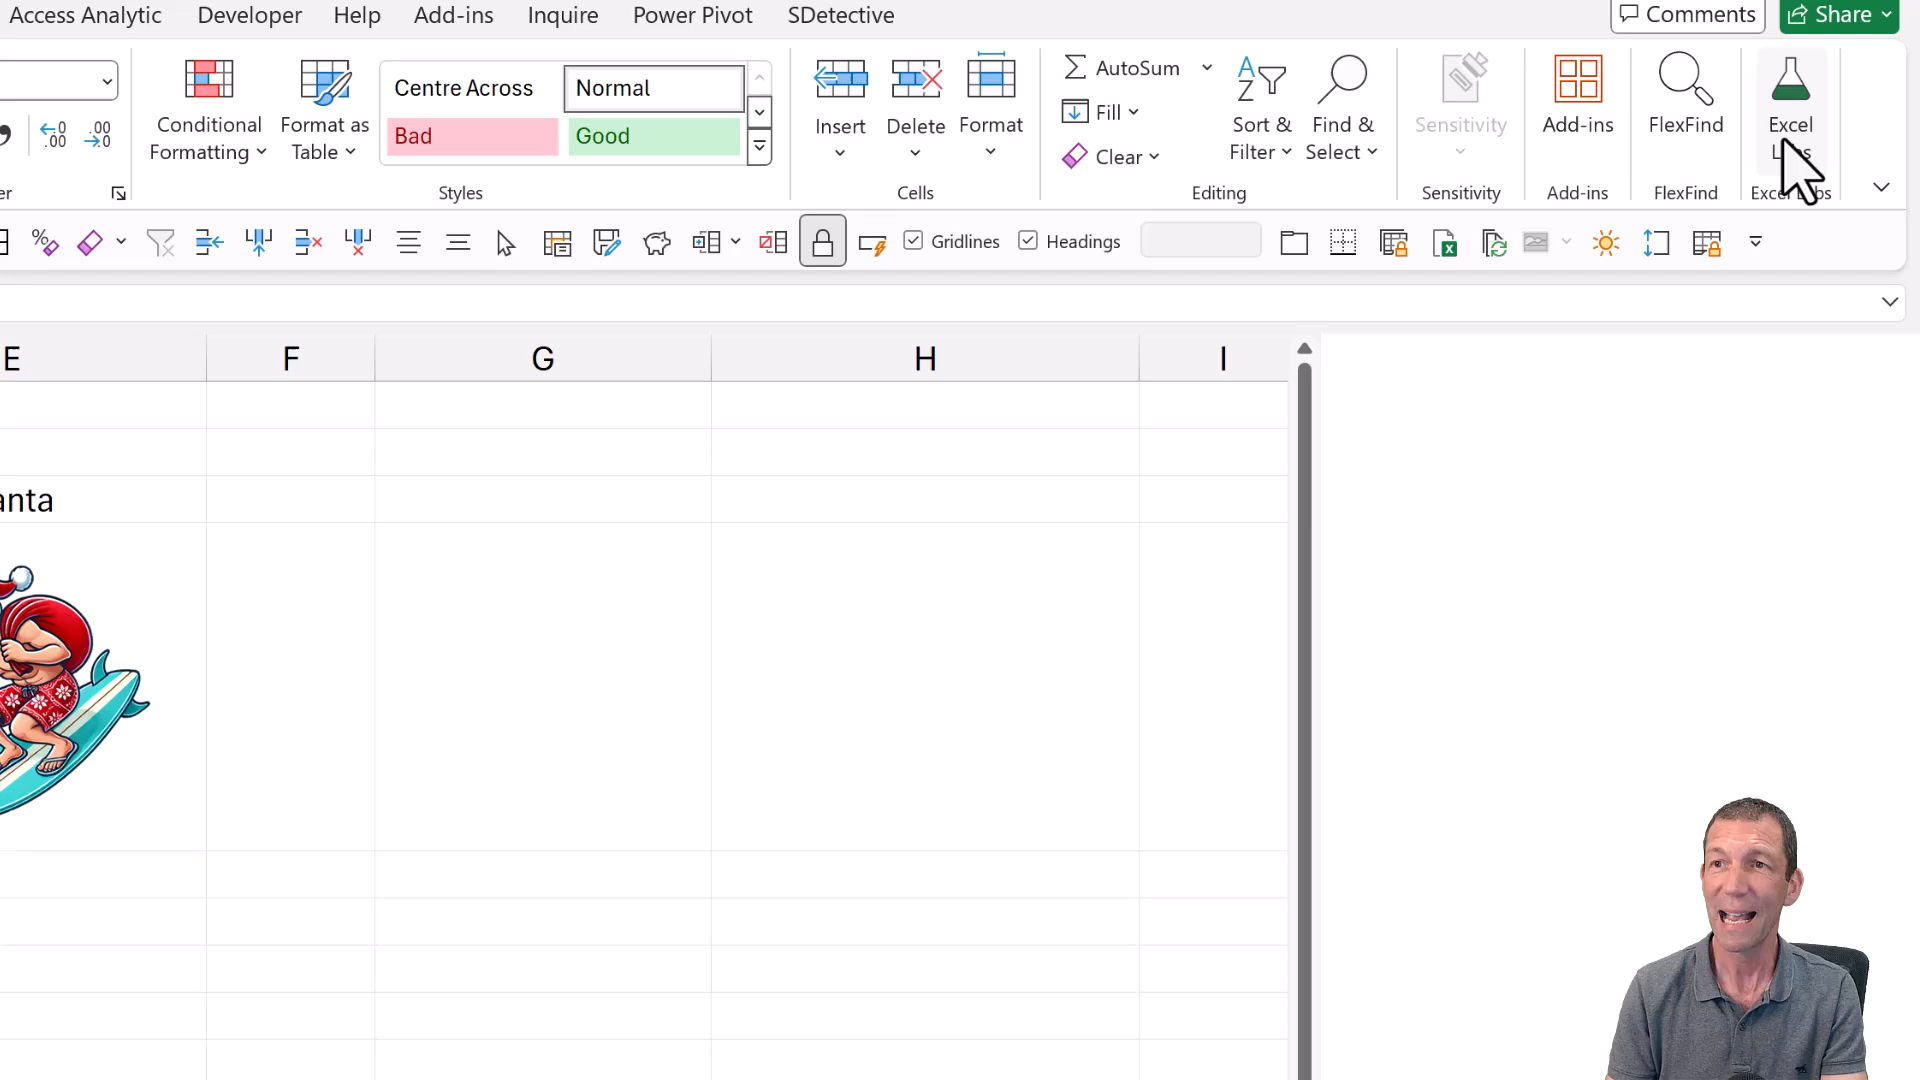 Access Analytic Developer Help Add-ins Inquire Power Pivot SDetective Comments Share
Conditional
Formatting
Format as
Table
Centre Across Normal
Bad Good
Insert Delete Format
AutoSum
Fill
Clear
Sort &
Filter
Find &
Select
Sensitivity
Add-ins
FlexFind
Excel
Styles Cells Editing Sensitivity Add-ins FlexFind
Gridlines Headings
E F G H I
anta